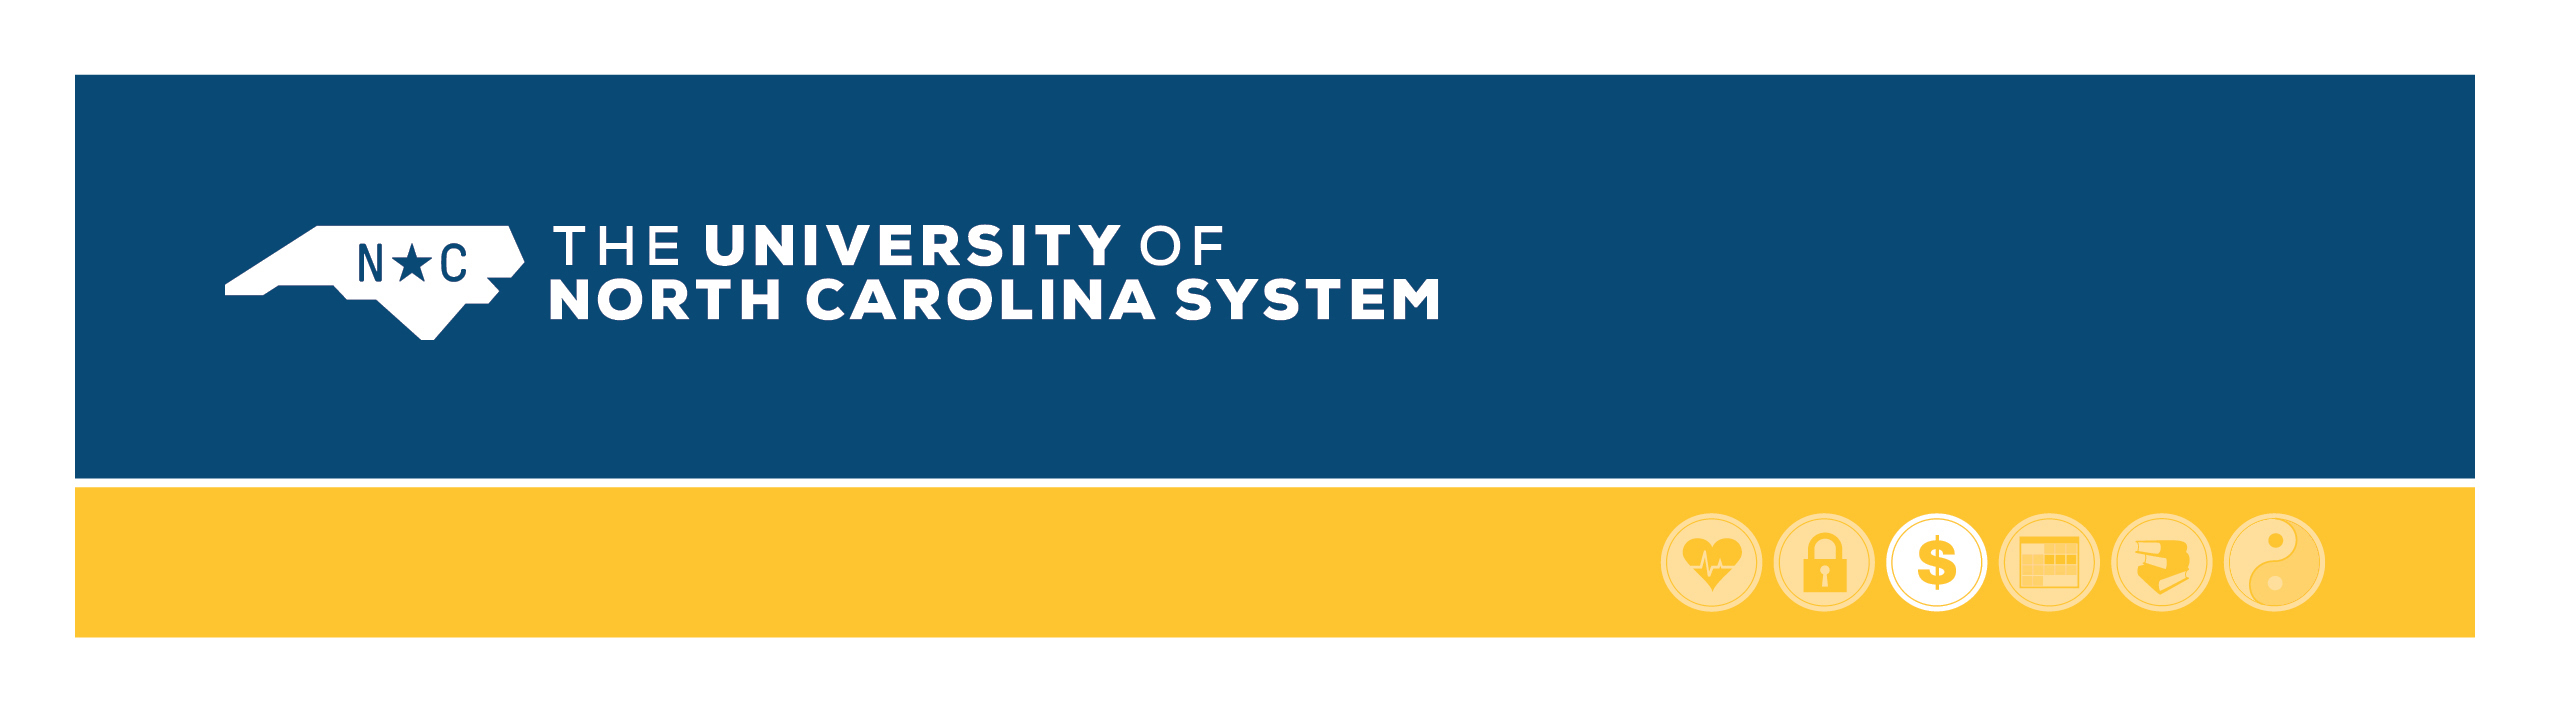 N★C
THE UNIVERSITY OF
NORTH CAROLINA SYSTEM
$